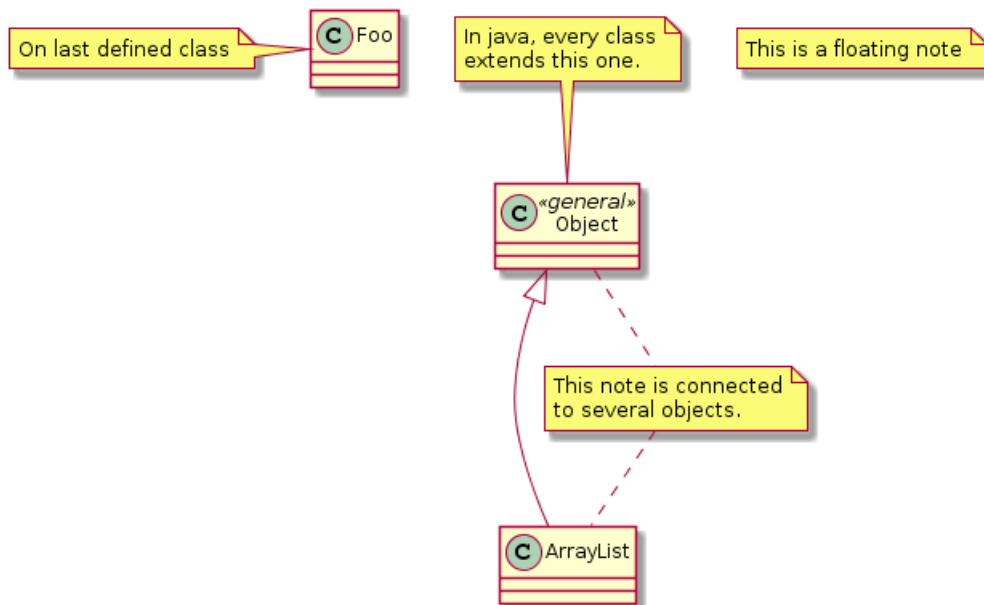 On last defined class
C Foo
In java, every class
extends this one.
This is a floating note
C «general»
Object
This note is connected
to several objects.
C ArrayList